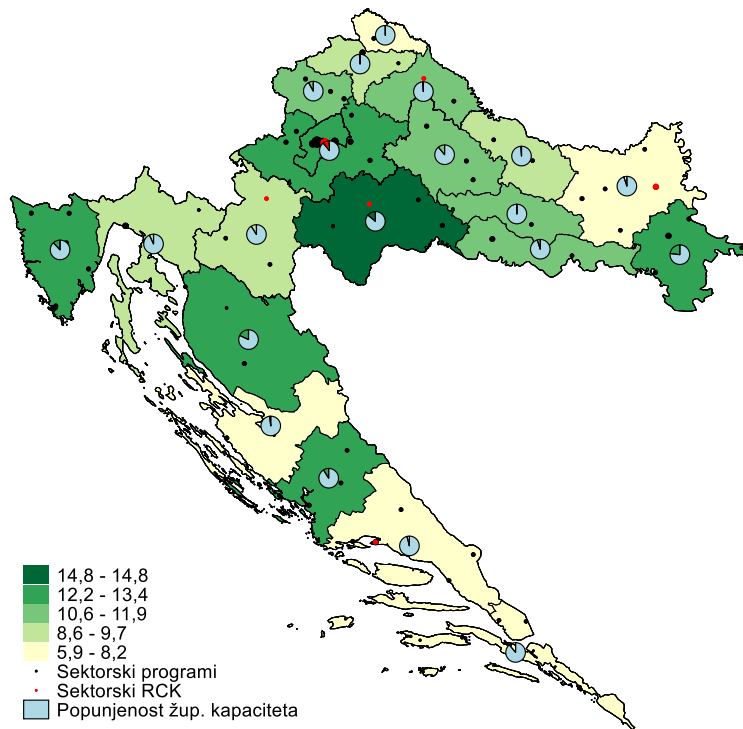 14,8 - 14,8
12,2 - 13,4
10,6 - 11,9
8,6 - 9,7
5,9 - 8,2
Sektorski programi
Sektorski RCK
Popunjenost žup. kapaciteta